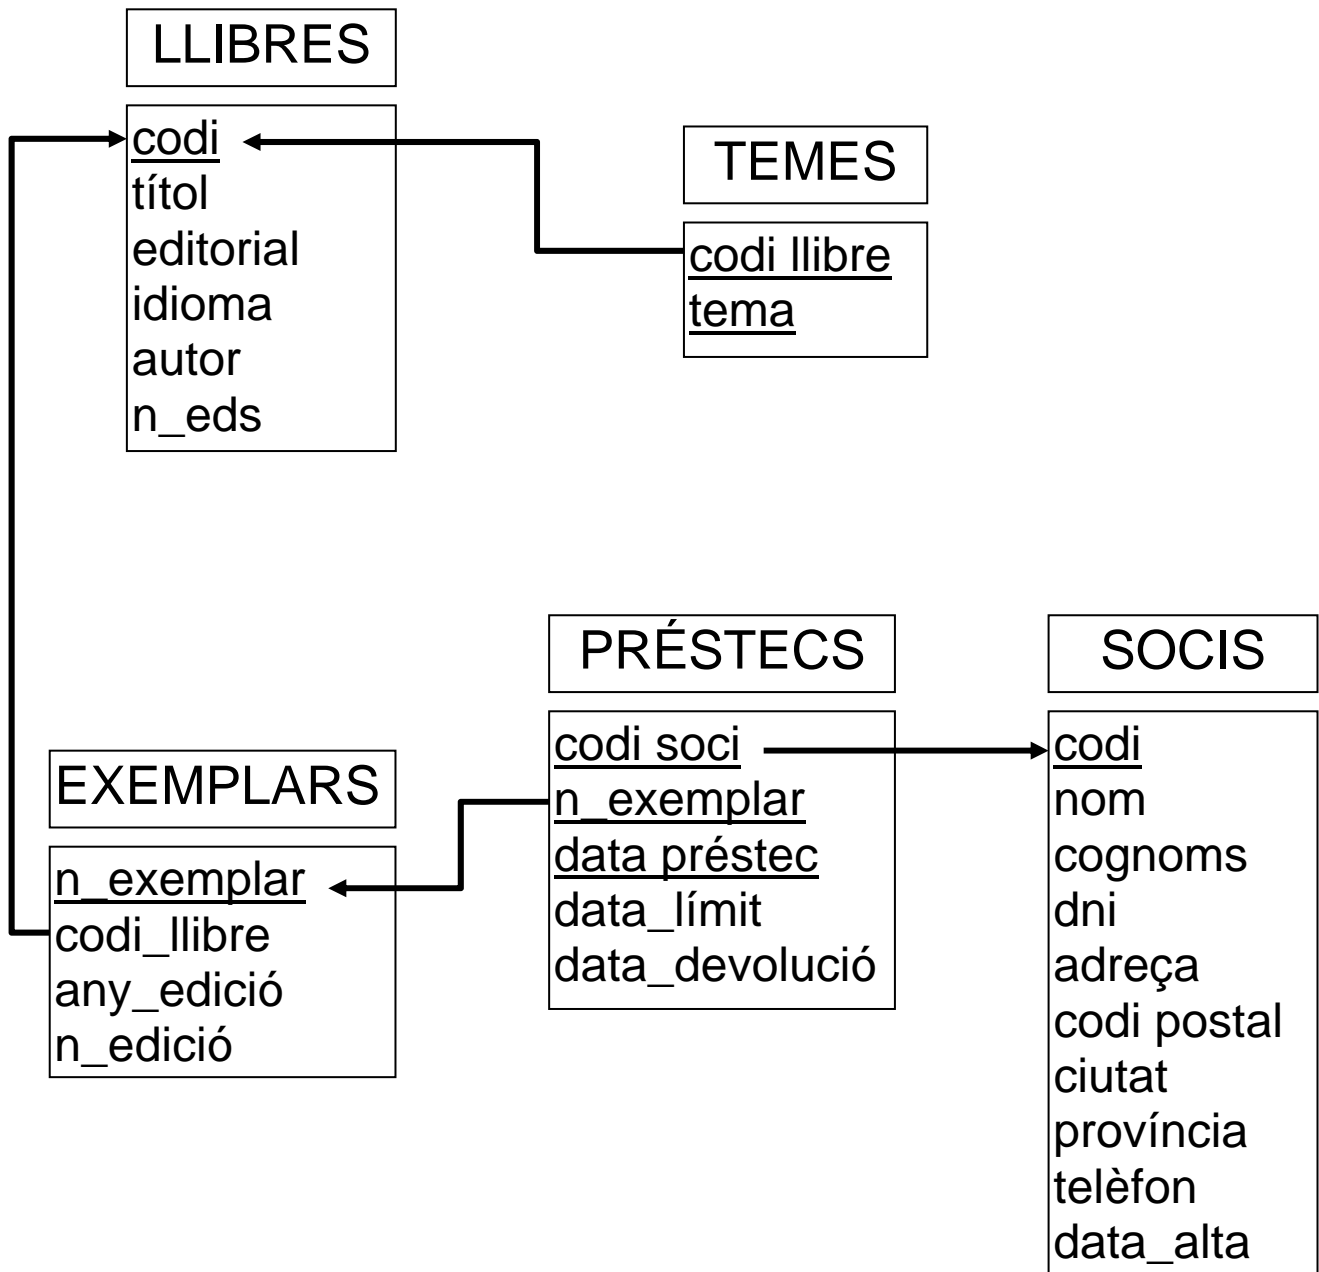 LLIBRES
codi
títol
editorial
idioma
autor
n_eds
TEMES
codi llibre
tema
EXEMPLARS
n_exemplar
codi_llibre
any_edició
n_edició
PRÉSTECS
codi soci
n_exemplar
data préstec
data_límit
data_devolució
SOCIS
codi
nom
cognoms
dni
adreça
codi postal
ciutat
província
telèfon
data_alta